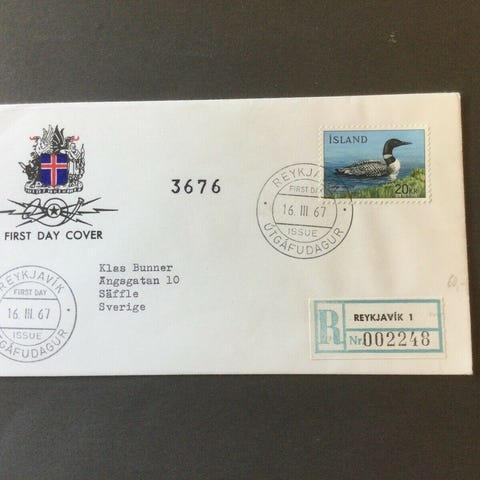 ÍSLAND
20 KR
3676
REYKJAVÍK
FIRST DAY
16. III. 67
ISSUE
ÚTGÁFUDAGUR
FIRST DAY COVER
Klas Bunner
Ängsgatan 10
Säffle
Sverige
REYKJAVÍK
FIRST DAY
16. III. 67
ISSUE
ÚTGÁFUDAGUR
R
REYKJAVÍK 1
Nr. 002248
60,-